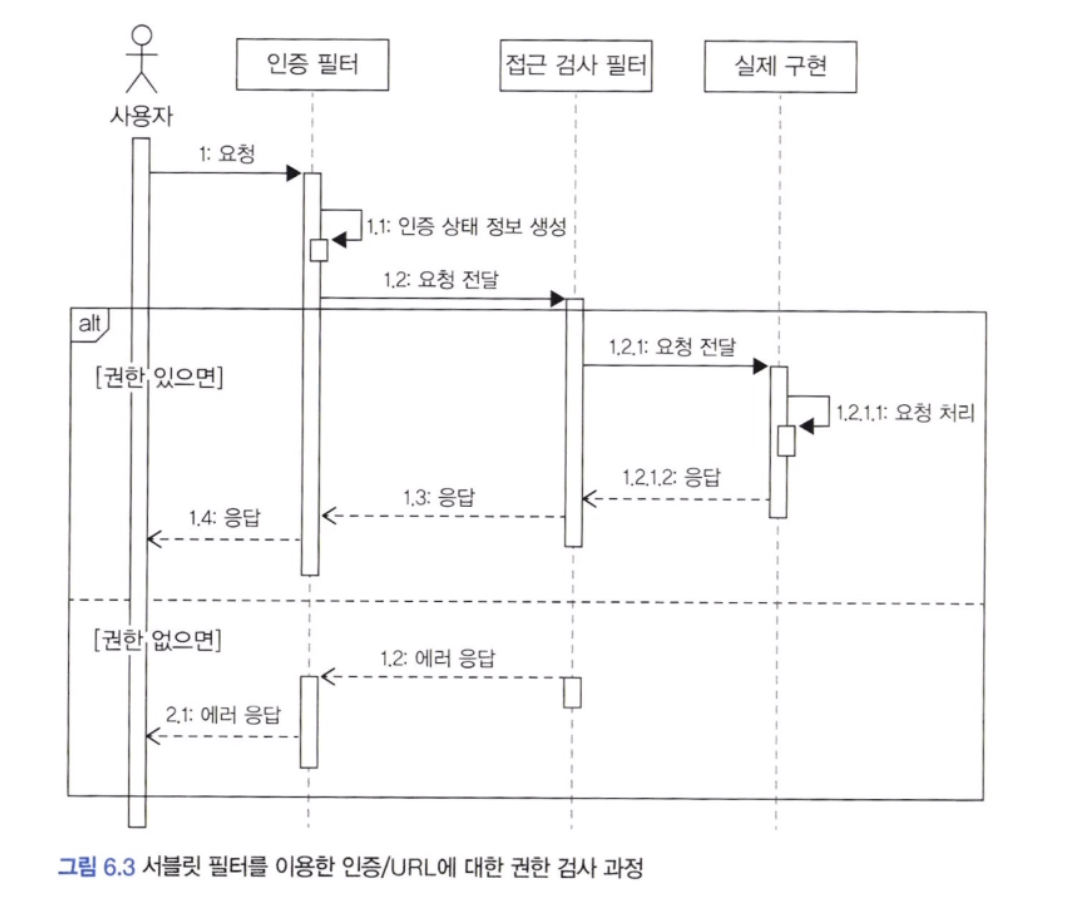 인증 필터
접근 검사 필터
실제 구현
사용자
1: 요청
1.1: 인증 상태 정보 생성
1.2: 요청 전달
alt
1.2.1: 요청 전달
[권한 있으면]
1.2.1.1: 요청 처리
1.2.1.2: 응답
1.3: 응답
1.4: 응답
[권한 없으면]
1.2: 에러 응답
2.1: 에러 응답
그림 6.3 서블릿 필터를 이용한 인증/URL에 대한 권한 검사 과정